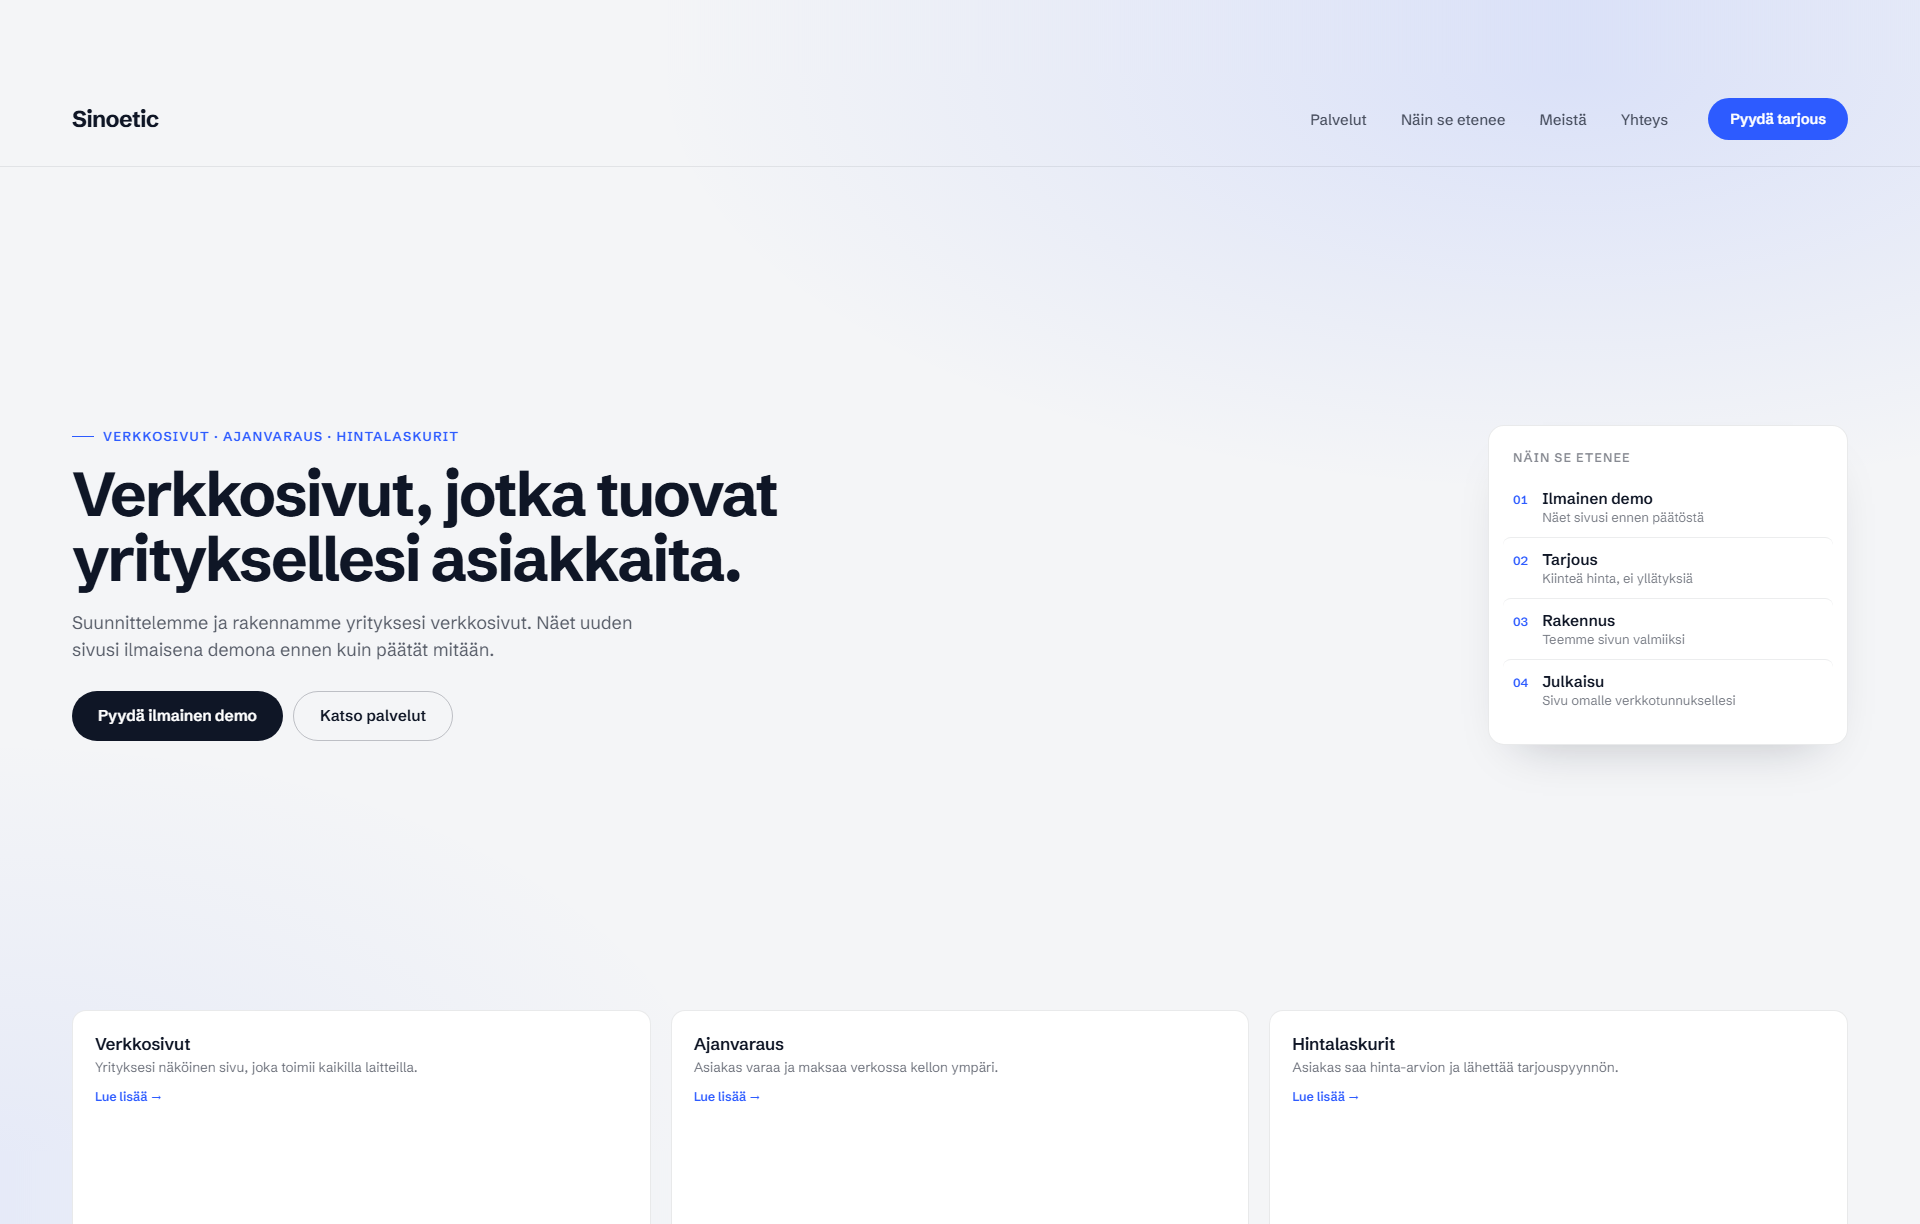 Sinoetic
Palvelut
Näin se etenee
Meistä
Yhteys
Pyydä tarjous
VERKKOSIVUT · AJANVARAUS · HINTALASKURIT
Verkkosivut, jotka tuovat
yrityksellesi asiakkaita.
Suunnittelemme ja rakennamme yrityksesi verkkosivut. Näet uuden
sivusi ilmaisena demona ennen kuin päätät mitään.
Pyydä ilmainen demo
Katso palvelut
NÄIN SE ETENEE
01 Ilmainen demo
Näet sivusi ennen päätöstä
02 Tarjous
Kiinteä hinta, ei yllätyksiä
03 Rakennus
Teemme sivun valmiiksi
04 Julkaisu
Sivu omalle verkkotunnuksellesi
Verkkosivut
Yrityksesi näköinen sivu, joka toimii kaikilla laitteilla.
Lue lisää →
Ajanvaraus
Asiakas varaa ja maksaa verkossa kellon ympäri.
Lue lisää →
Hintalaskurit
Asiakas saa hinta-arvion ja lähettää tarjouspyynnön.
Lue lisää →